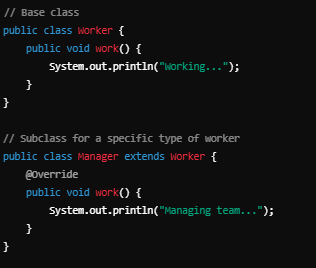 // Base class
public class Worker {
    public void work() {
        System.out.println("Working...");
    }
}
// Subclass for a specific type of worker
public class Manager extends Worker {
    @Override
    public void work() {
        System.out.println("Managing team...");
    }
}